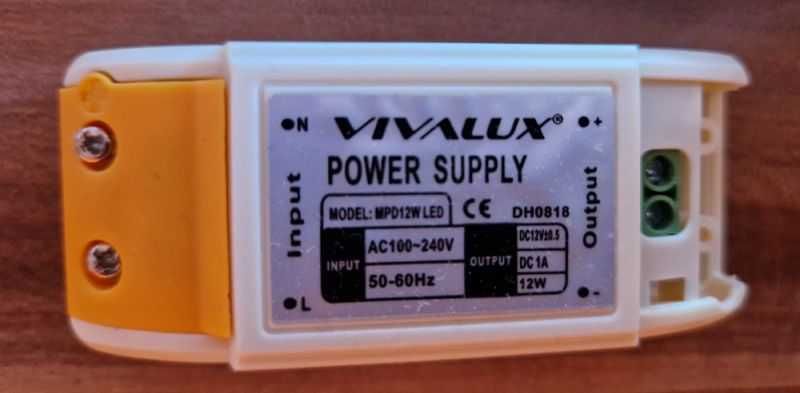 N VIVALUX® +
POWER SUPPLY
Input
Output
MODEL: MPD12W LED CE DH0818
INPUT AC100~240V OUTPUT DC12V±0.5
DC 1A
50-60Hz 12W
L -